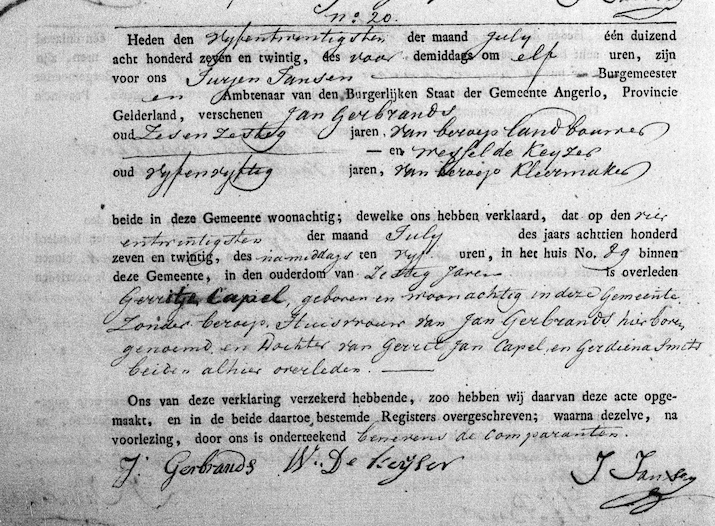 no. 20.
Heden den vyfentwintigsten der maand July één duizend
acht honderd zeven en twintig, des voor demiddags om elf uren, zijn
voor ons Jurjen Jansen Burgemeester
en Ambtenaar van den Burgerlijken Staat der Gemeente Angerlo, Provincie
Gelderland, verschenen Jan Gerbrands
oud Zesenzesteg jaren, van beroep landbouwer
en Wessel de Keyzer
oud vyfenvyfteg jaren, van beroep Kleermaker
beide in deze Gemeente woonachtig; dewelke ons hebben verklaard, dat op den vier
entwintigsten der maand July des jaars achttien honderd
zeven en twintig, des namiddags ten vyf uren, in het huis No. 89 binnen
deze Gemeente, in den ouderdom van Zesteg Jaren is overleden
Gerritje Capel, geboren en woonachtig in deze Gemeente,
Zonder beroep, Huisvrouw van Jan Gerbrands hier boven
genoemd, en Dochter van Gerrit Jan Capel, en Gerdiena Smits
beiden alhier overleden.
Ons van deze verklaring verzekerd hebbende, zoo hebben wij daarvan deze acte opge-
maakt, en in de beide daartoe bestemde Registers overgeschreven; waarna dezelve, na
voorlezing, door ons is onderteekend benevens de Comparanten.
J Gerbrands W: De Keyser J Jansen